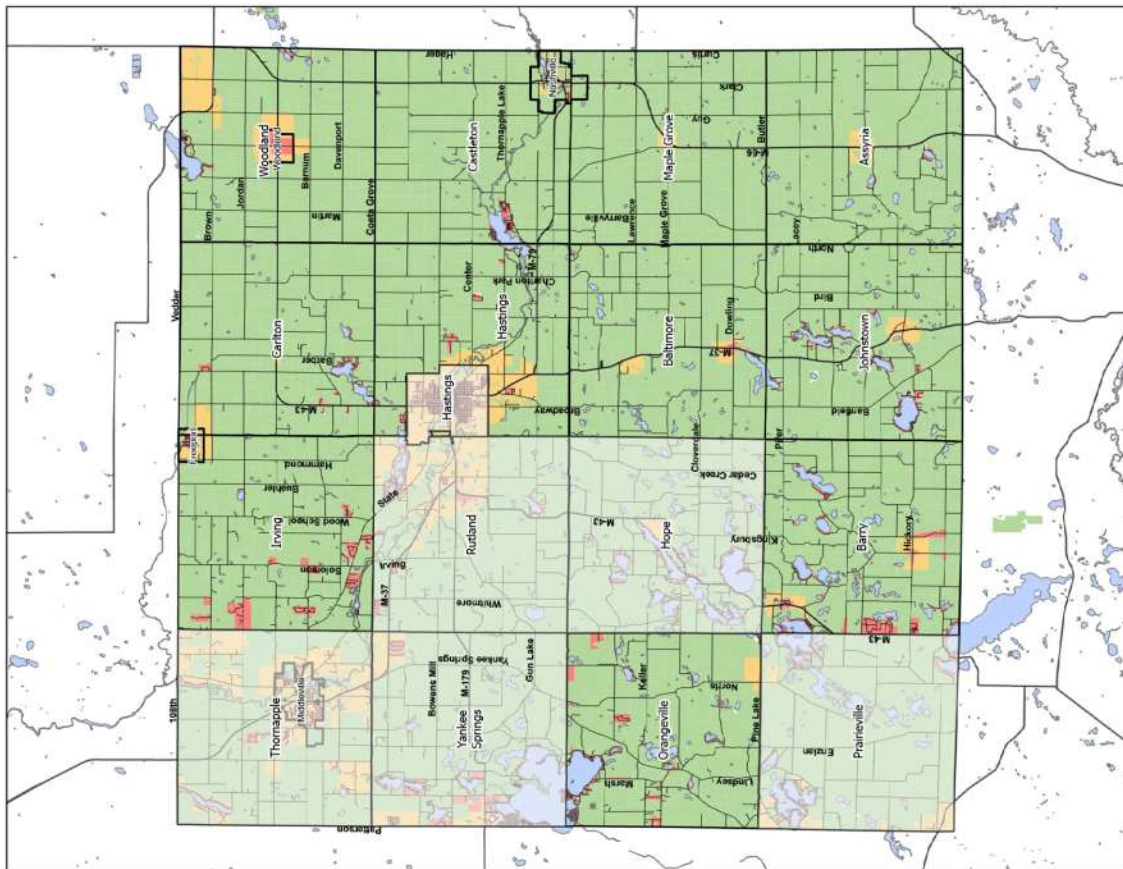 108th
Vedder
Freeport
Brown
Jordan
Thornapple
Middleville
Irving
Solomon
Wood School
Buehler
Hammond
Carlton
Barber
M-43
Woodland
Woodland
Barnum
Martin
Davenport
Patterson
M-37
Guivit
State
Coats Grove
Bowens Mill
M-179
Yankee
Springs
Yankee Springs
Gun Lake
Rutland
Whitmore
Hastings
Hastings
Center
Charlton Park
M-79
Castleton
Thornapple Lake
Hager
Nashville
Broadway
Marsh
Orangeville
Keller
Lindsey
Norris
Pine Lake
Hope
M-43
Cloverdale
Cedar Creek
Kingsbury
Baltimore
M-37
Dowling
Barryville
Lawrence
Maple Grove
Maple Grove
Guy
Curtis
Clark
Butler
M-66
Enzian
Prairieville
M-43
Barry
Hickory
Pifer
Banfield
Johnstown
Bird
North
Lacey
Assyria